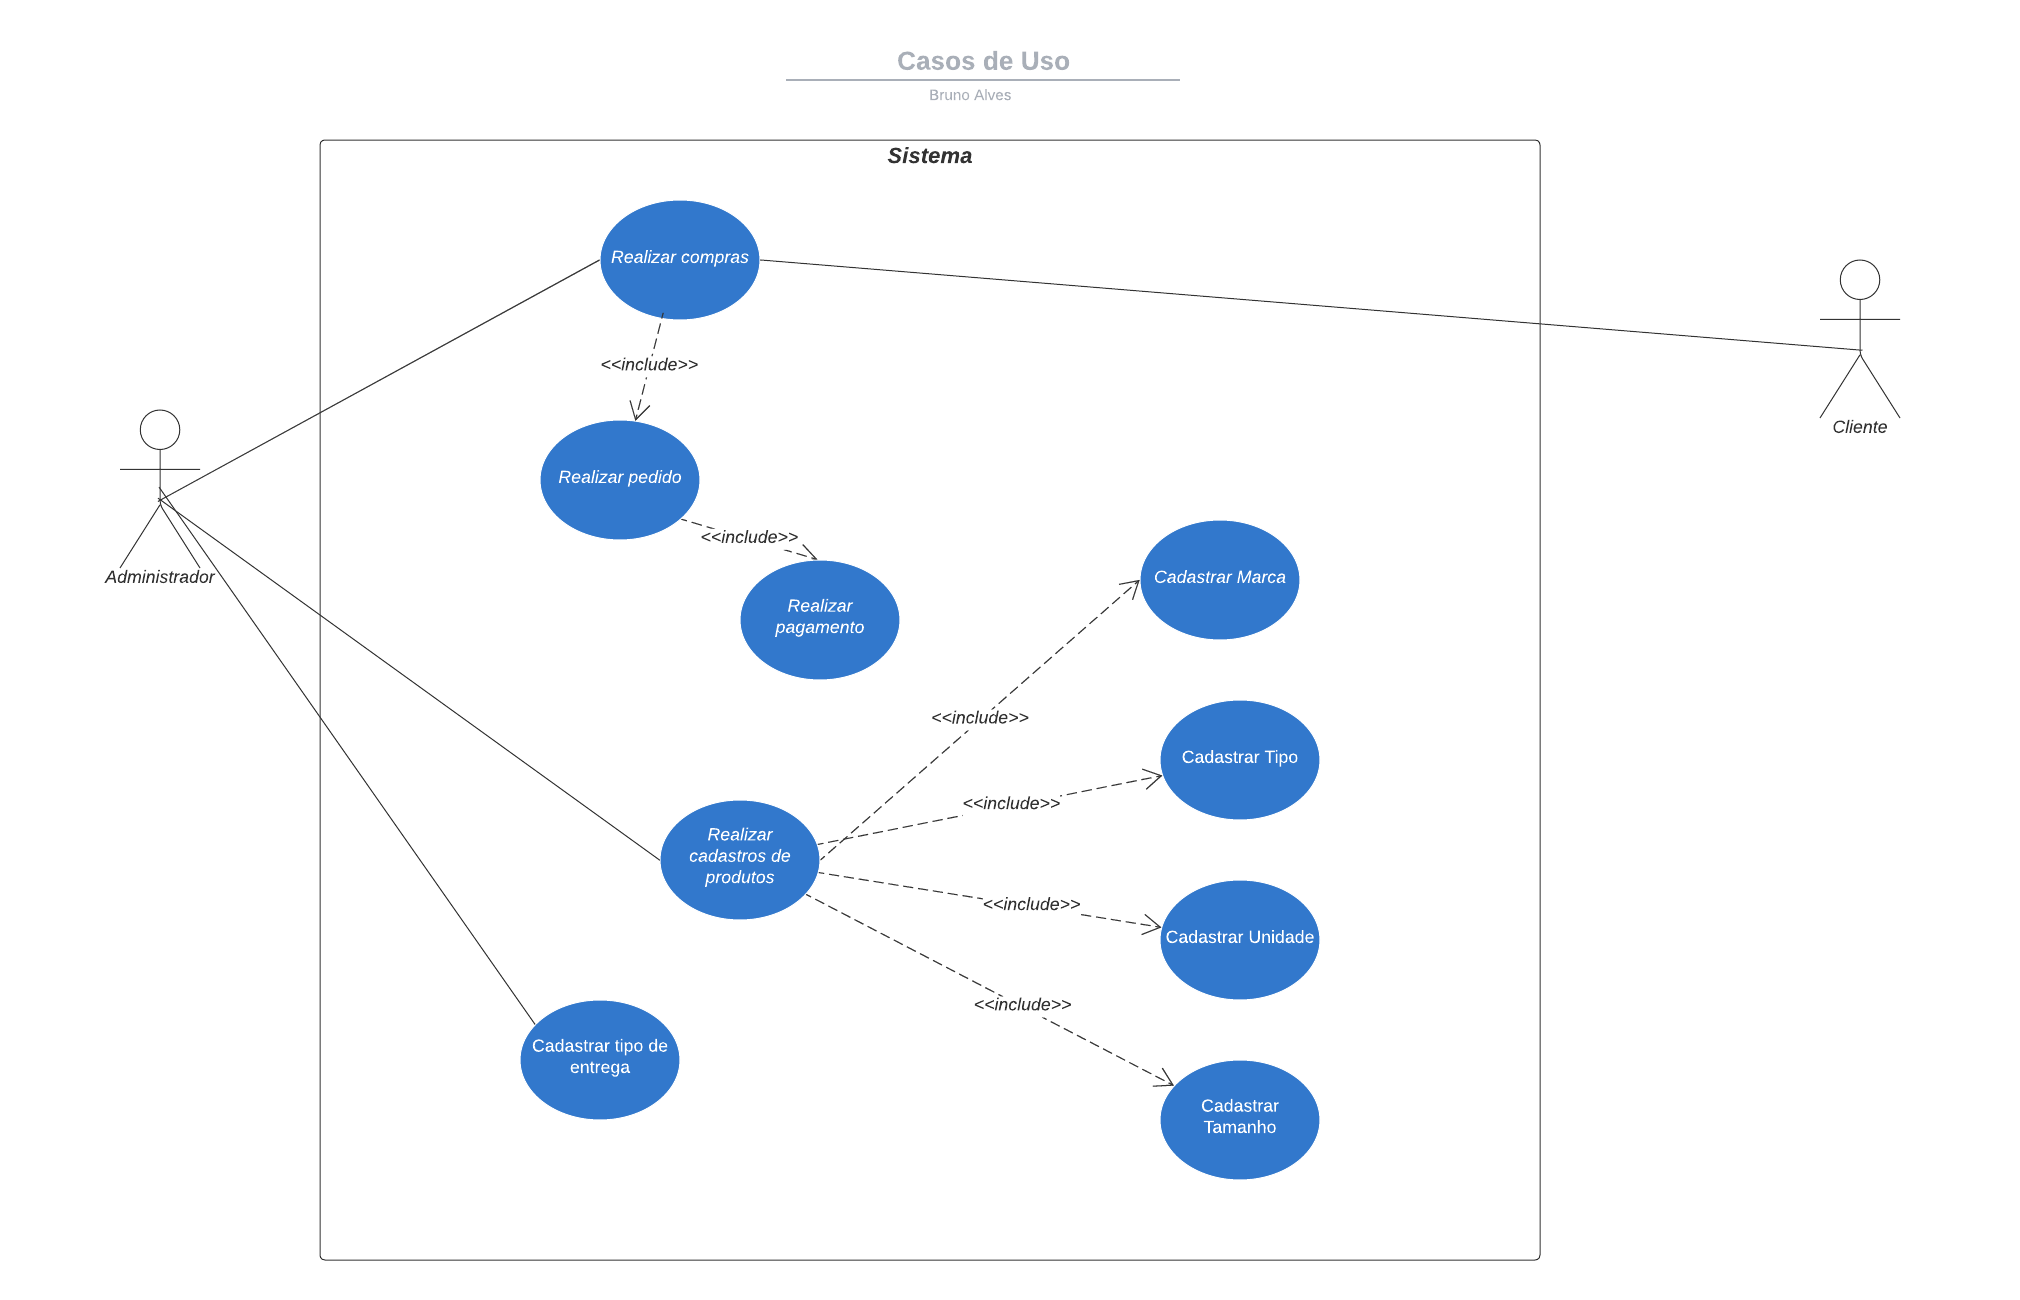 Casos de Uso
Bruno Alves
Sistema
Realizar compras
<<include>>
Cliente
Realizar pedido
<<include>>
Administrador
Cadastrar Marca
Realizar
pagamento
<<include>>
Cadastrar Tipo
<<include>>
Realizar
cadastros de
produtos
<<include>>
Cadastrar Unidade
<<include>>
Cadastrar tipo de
entrega
Cadastrar
Tamanho